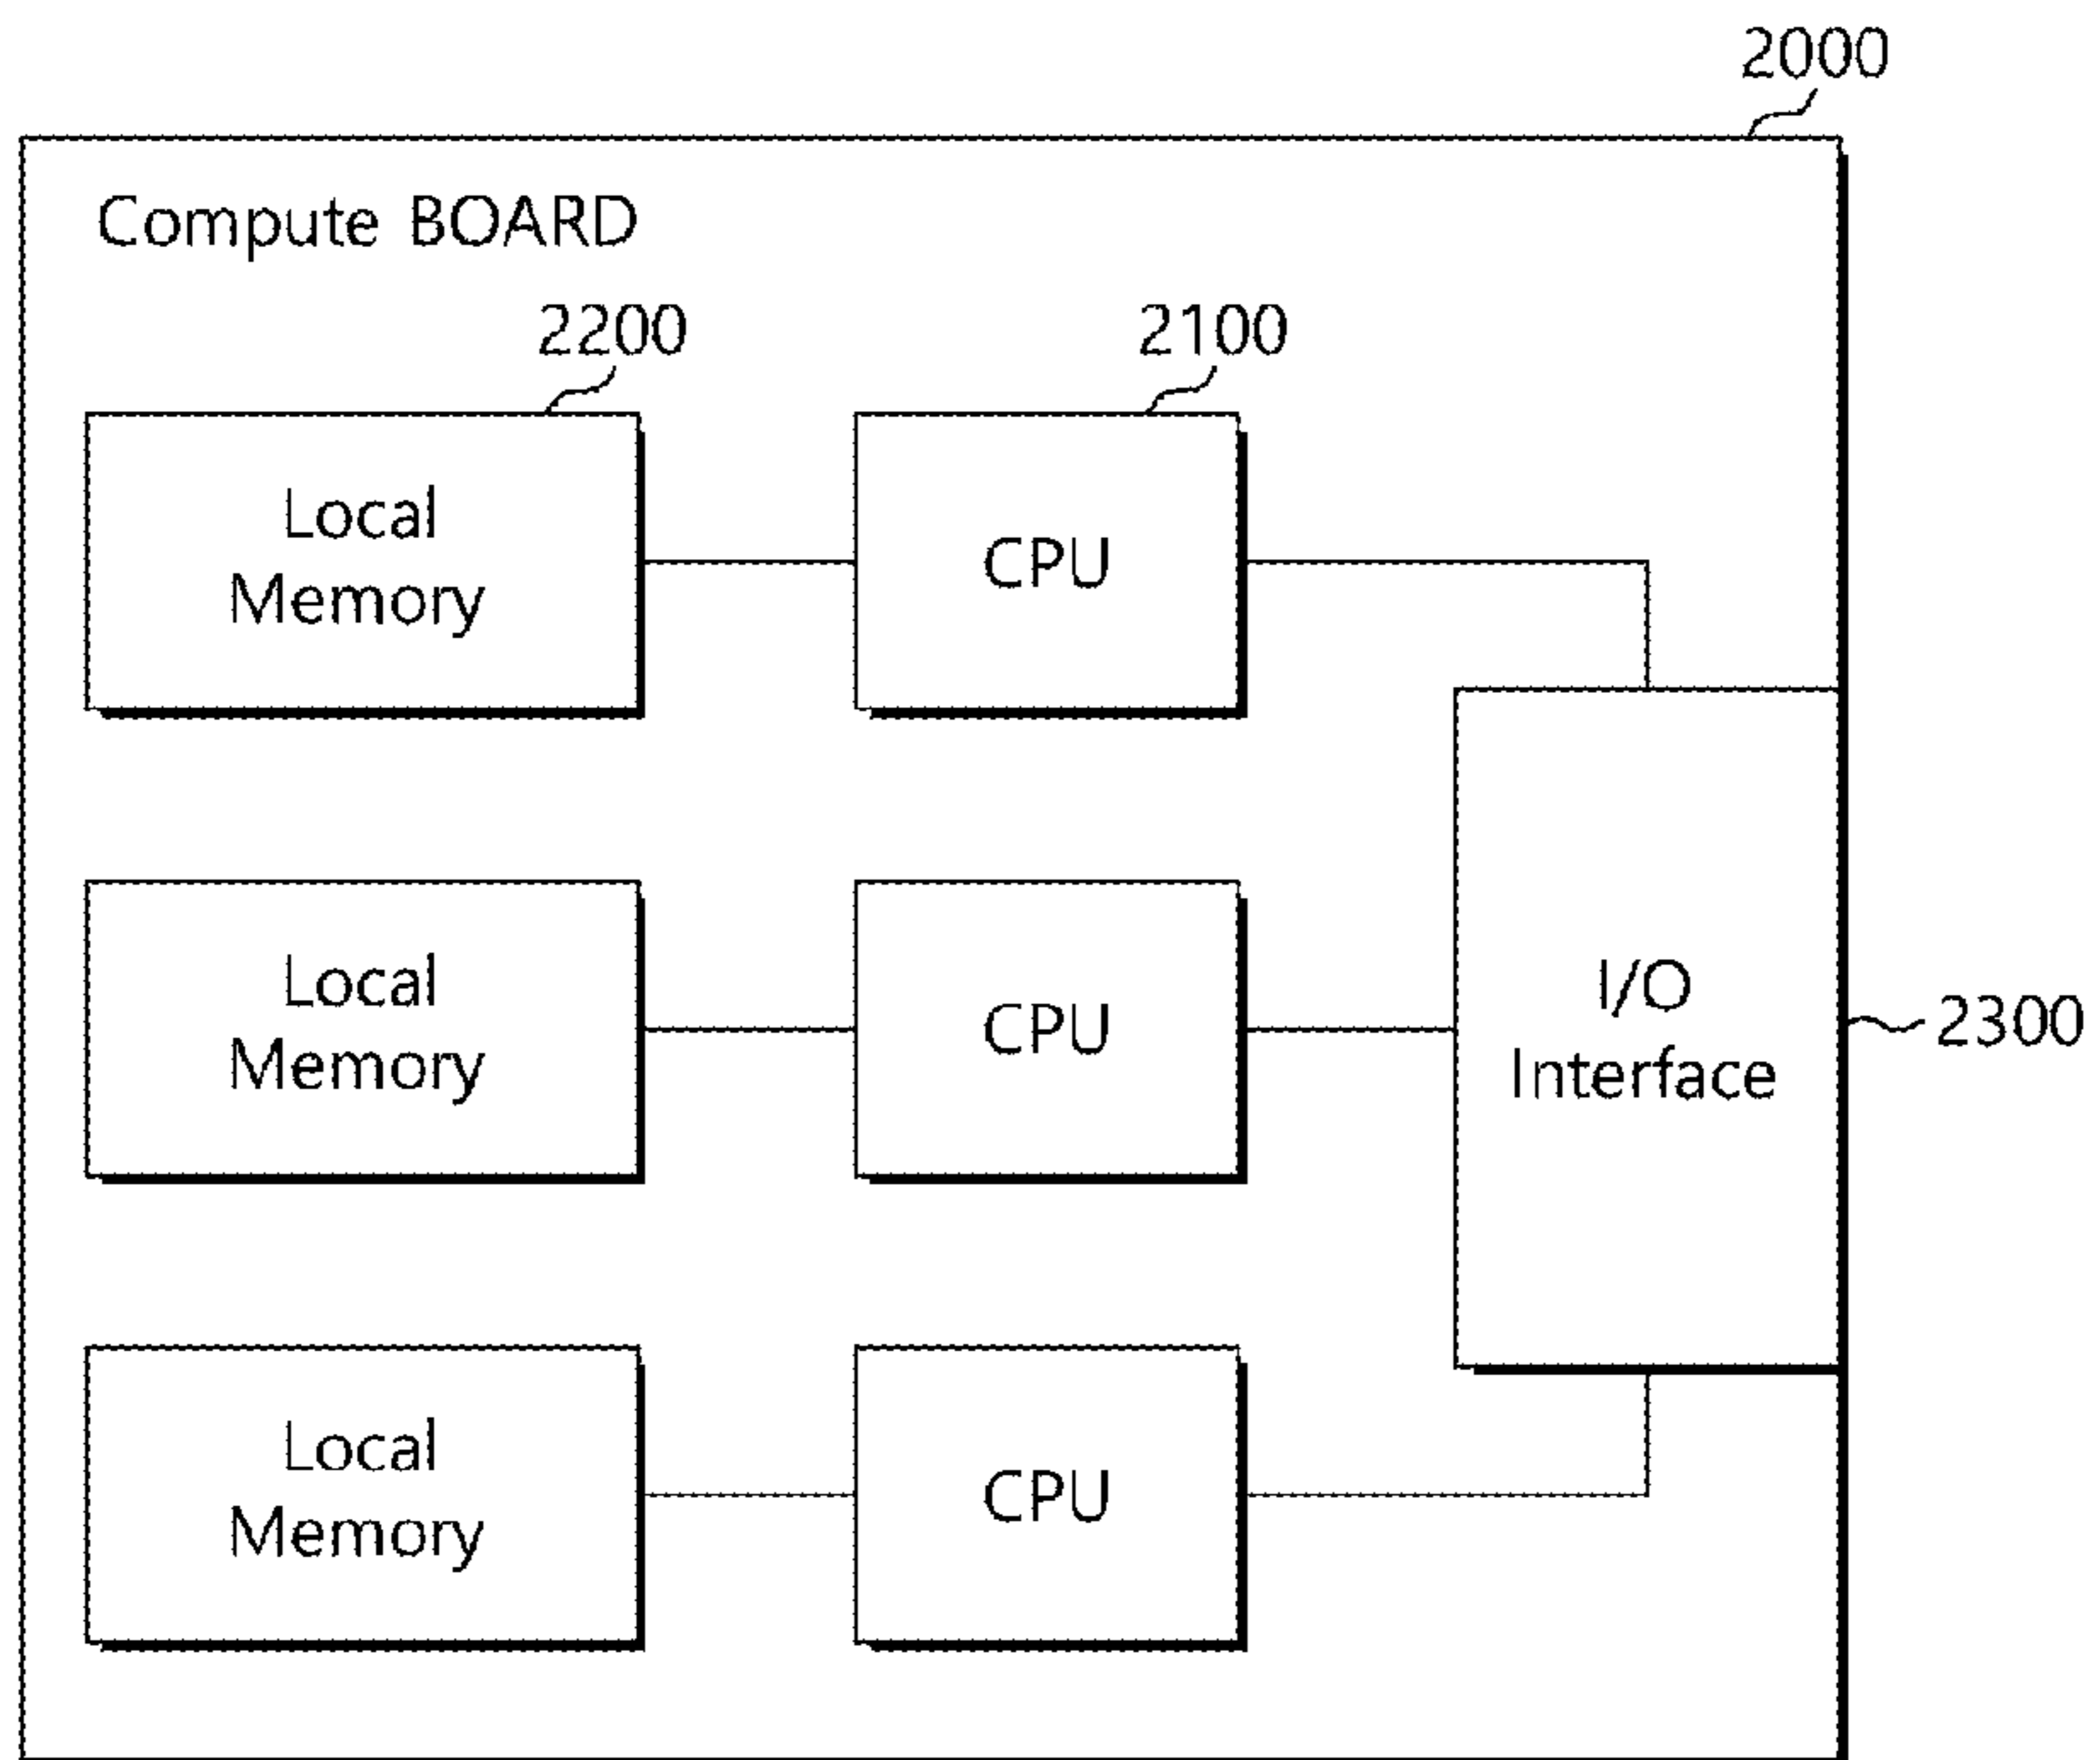 2000
Compute BOARD
2200
2100
Local
Memory
CPU
Local
Memory
CPU
I/O
Interface
2300
Local
Memory
CPU